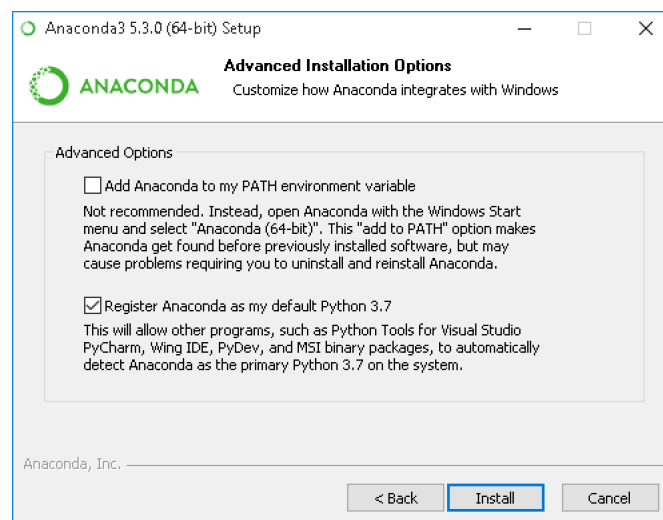 Anaconda3 5.3.0 (64-bit) Setup
ANACONDA
Advanced Installation Options
Customize how Anaconda integrates with Windows
Advanced Options
Add Anaconda to my PATH environment variable
Not recommended. Instead, open Anaconda with the Windows Start
menu and select "Anaconda (64-bit)". This "add to PATH" option makes
Anaconda get found before previously installed software, but may
cause problems requiring you to uninstall and reinstall Anaconda.
Register Anaconda as my default Python 3.7
This will allow other programs, such as Python Tools for Visual Studio
PyCharm, Wing IDE, PyDev, and MSI binary packages, to automatically
detect Anaconda as the primary Python 3.7 on the system.
Anaconda, Inc.
< Back
Install
Cancel